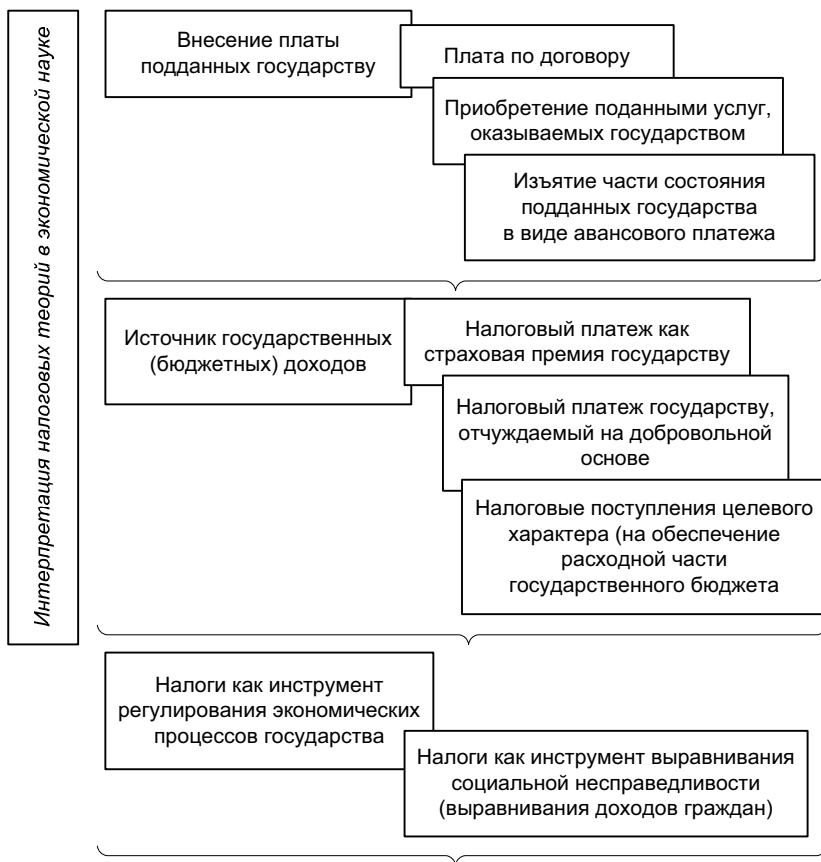 Интерпретация налоговых теорий в экономической науке
Внесение платы
подданных государству
Плата по договору
Приобретение поданными услуг,
оказываемых государством
Изъятие части состояния
подданных государства
в виде авансового платежа
Источник государственных
(бюджетных) доходов
Налоговый платеж как
страховая премия государству
Налоговый платеж государству,
отчуждаемый на добровольной
основе
Налоговые поступления целевого
характера (на обеспечение
расходной части
государственного бюджета
Налоги как инструмент
регулирования экономических
процессов государства
Налоги как инструмент выравнивания
социальной несправедливости
(выравнивания доходов граждан)